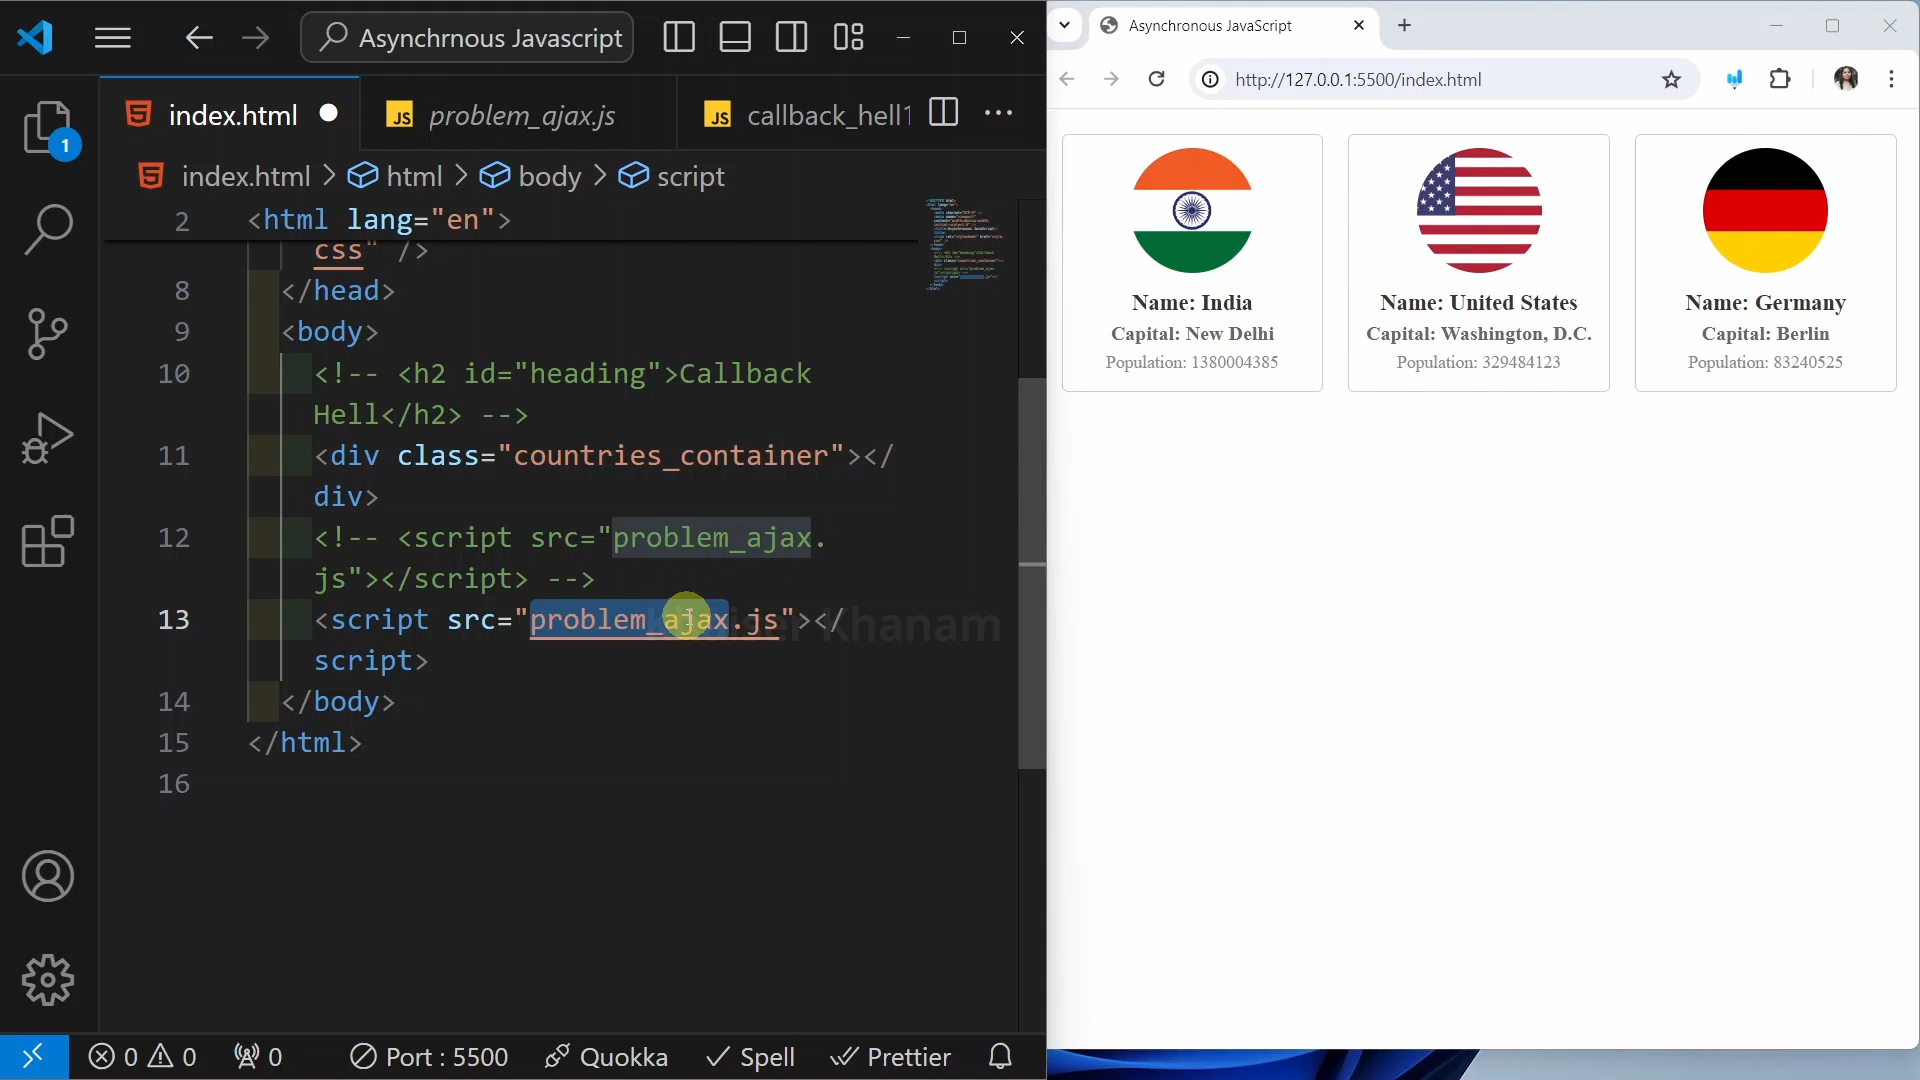 Asynchrnous Javascript
index.html
problem_ajax.js
callback_hell1
1
index.html > html > body > script
2 <html lang="en">
css" />
8 </head>
9 <body>
10 <!-- <h2 id="heading">Callback
Hell</h2> -->
11 <div class="countries_container"></
div>
12 <!-- <script src="problem_ajax.
js"></script> -->
13 <script src="problem_ajax.js"></
script>
14 </body>
15 </html>
16
Khanam
0 0 0 Port : 5500 Quokka Spell Prettier
Asynchronous JavaScript
http://127.0.0.1:5500/index.html
Name: India
Capital: New Delhi
Population: 1380004385
Name: United States
Capital: Washington, D.C.
Population: 329484123
Name: Germany
Capital: Berlin
Population: 83240525